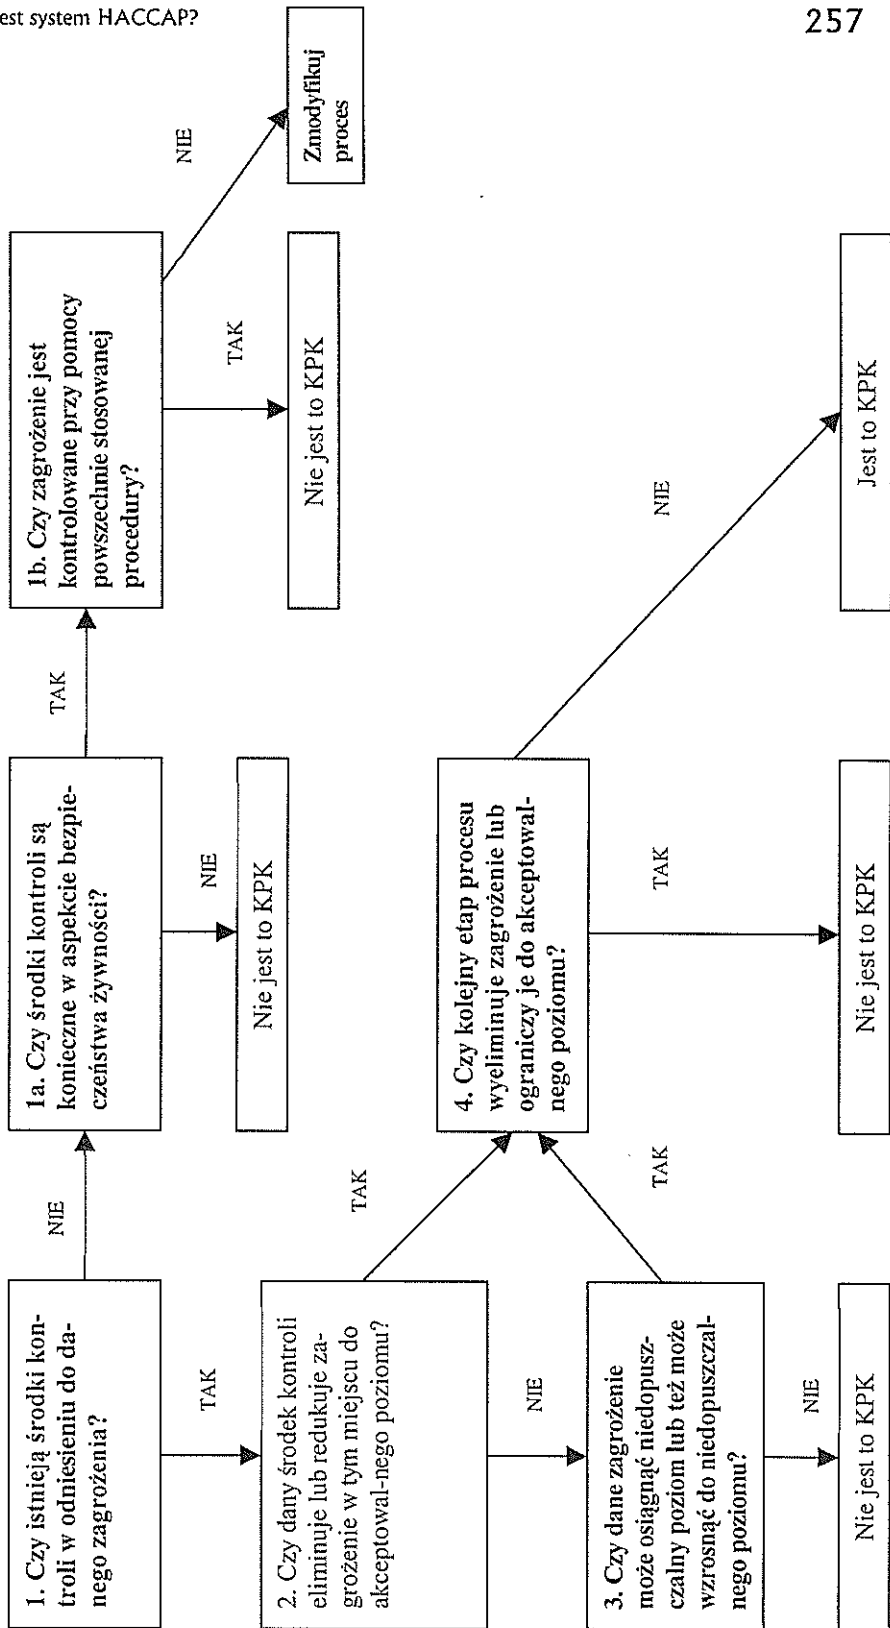 est system HACCAP?
257
1. Czy istnieją środki kon-
troli w odniesieniu do da-
nego zagrożenia?
NIE
1a. Czy środki kontroli są
konieczne w aspekcie bezpie-
czeństwa żywności?
TAK
1b. Czy zagrożenie jest
kontrolowane przy pomocy
powszechnie stosowanej
procedury?
NIE
Zmodyfikuj
proces
TAK
Nie jest to KPK
NIE
Nie jest to KPK
TAK
2. Czy dany środek kontroli
eliminuje lub redukuje za-
grożenie w tym miejscu do
akceptowal-nego poziomu?
TAK
4. Czy kolejny etap procesu
wyeliminuje zagrożenie lub
ograniczy je do akceptowal-
nego poziomu?
NIE
Jest to KPK
TAK
Nie jest to KPK
NIE
3. Czy dane zagrożenie
może osiągnąć niedopusz-
czalny poziom lub też może
wzrosnąć do niedopuszczal-
nego poziomu?
TAK
NIE
Nie jest to KPK